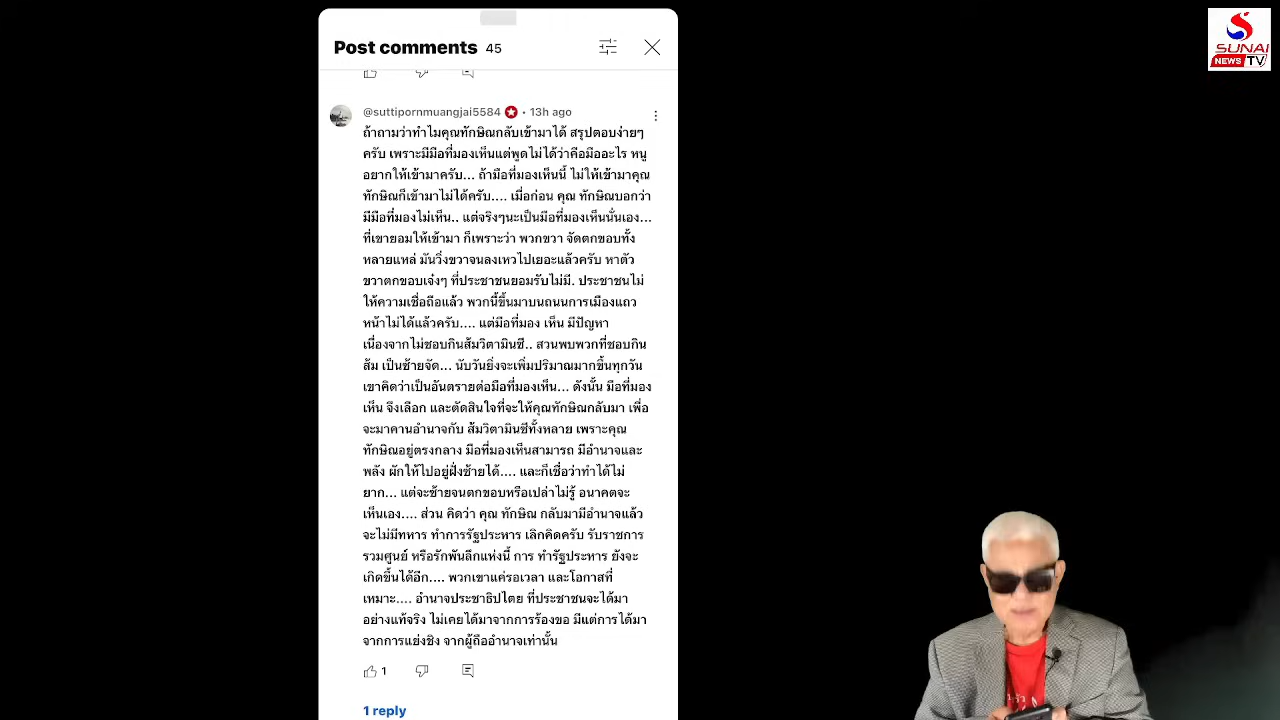 Post comments 45
SUNAI
NEWS TV
@suttipornmuangjai5584 • 13h ago
ถ้าถามว่าทำไมคุณทักษิณกลับเข้ามาได้ สรุปตอบง่ายๆ
ครับ เพราะมีมือที่มองเห็นแต่พูดไม่ได้ว่าคือมืออะไร หนู
อยากให้เข้ามาครับ... ถ้ามือที่มองเห็นนี้ ไม่ให้เข้ามาคุณ
ทักษิณก็เข้ามาไม่ได้ครับ.... เมื่อก่อน คุณ ทักษิณบอกว่า
มีมือที่มองไม่เห็น.. แต่จริงๆนะเป็นมือที่มองเห็นนั่นเอง...
ที่เขายอมให้เข้ามา ก็เพราะว่า พวกขวา จัดตกขอบทั้ง
หลายแหล่ มันวิ่งขวาจนลงเหวไปเยอะแล้วครับ หาตัว
ขวาตกขอบเจ๋งๆ ที่ประชาชนยอมรับไม่มี. ประชาชนไม่
ให้ความเชื่อถือแล้ว พวกนี้ขึ้นมาบนถนนการเมืองแถว
หน้าไม่ได้แล้วครับ.... แต่มือที่มอง เห็น มีปัญหา
เนื่องจากไม่ชอบกินส้มวิตามินซี.. สวนพบพวกที่ชอบกิน
ส้ม เป็นซ้ายจัด... นับวันยิ่งจะเพิ่มปริมาณมากขึ้นทุกวัน
เขาคิดว่าเป็นอันตรายต่อมือที่มองเห็น... ดังนั้น มือที่มอง
เห็น จึงเลือก และตัดสินใจที่จะให้คุณทักษิณกลับมา เพื่อ
จะมาคานอำนาจกับ ส้มวิตามินซีทั้งหลาย เพราะคุณ
ทักษิณอยู่ตรงกลาง มือที่มองเห็นสามารถ มีอำนาจและ
พลัง ผักให้ไปอยู่ฝั่งซ้ายได้.... และก็เชื่อว่าทำได้ไม่
ยาก... แต่จะซ้ายจนตกขอบหรือเปล่าไม่รู้ อนาคตจะ
เห็นเอง.... ส่วน คิดว่า คุณ ทักษิณ กลับมามีอำนาจแล้ว
จะไม่มีทหาร ทำการรัฐประหาร เลิกคิดครับ รับราชการ
รวมศูนย์ หรือรักพันลึกแห่งนี้ การ ทำรัฐประหาร ยังจะ
เกิดขึ้นได้อีก.... พวกเขาแค่รอเวลา และโอกาสที่
เหมาะ.... อำนาจประชาธิปไตย ที่ประชาชนจะได้มา
อย่างแท้จริง ไม่เคยได้มาจากการร้องขอ มีแต่การได้มา
จากการแย่งชิง จากผู้ถืออำนาจเท่านั้น
1
1 reply